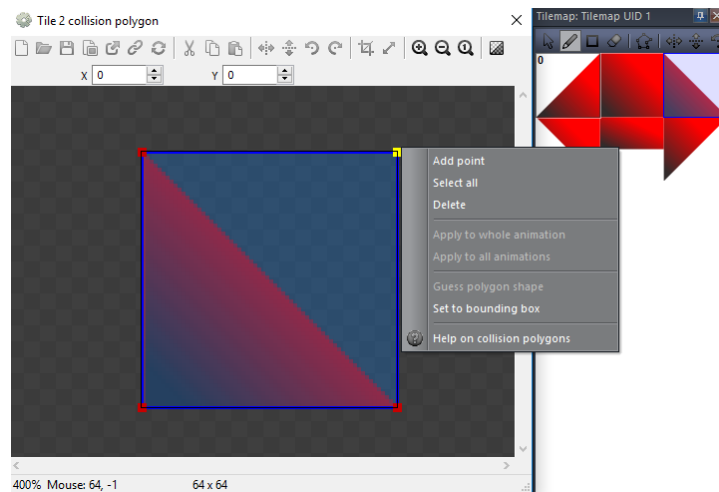 Tile 2 collision polygon
Tilemap: Tilemap UID 1
X 0 Y 0
0
Add point
Select all
Delete
Apply to whole animation
Apply to all animations
Guess polygon shape
Set to bounding box
Help on collision polygons
400% Mouse: 64, -1 64 x 64